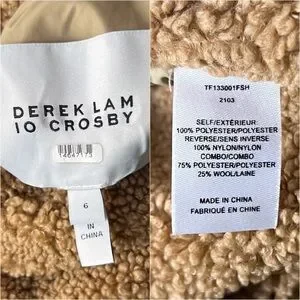 DEREK LAM
10 CROSBY
14647175
6
IN
CHINA
TF133001FSH
2103
SELF/EXTÉRIEUR:
100% POLYESTER/POLYESTER
REVERSE/SENS INVERSE
100% NYLON/NYLON
COMBO/COMBO
75% POLYESTER/POLYESTER
25% WOOL/LAINE
MADE IN CHINA
FABRIQUÉ EN CHINE